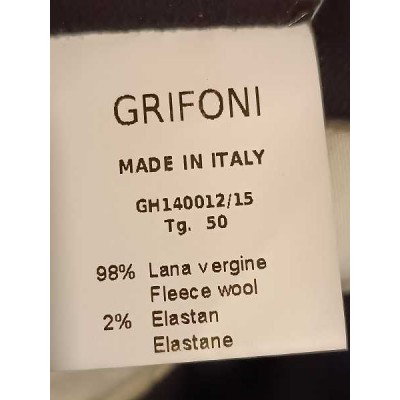 GRIFONI
MADE IN ITALY
GH140012/15
Tg. 50
98% Lana vergine
Fleece wool
2% Elastan
Elastane